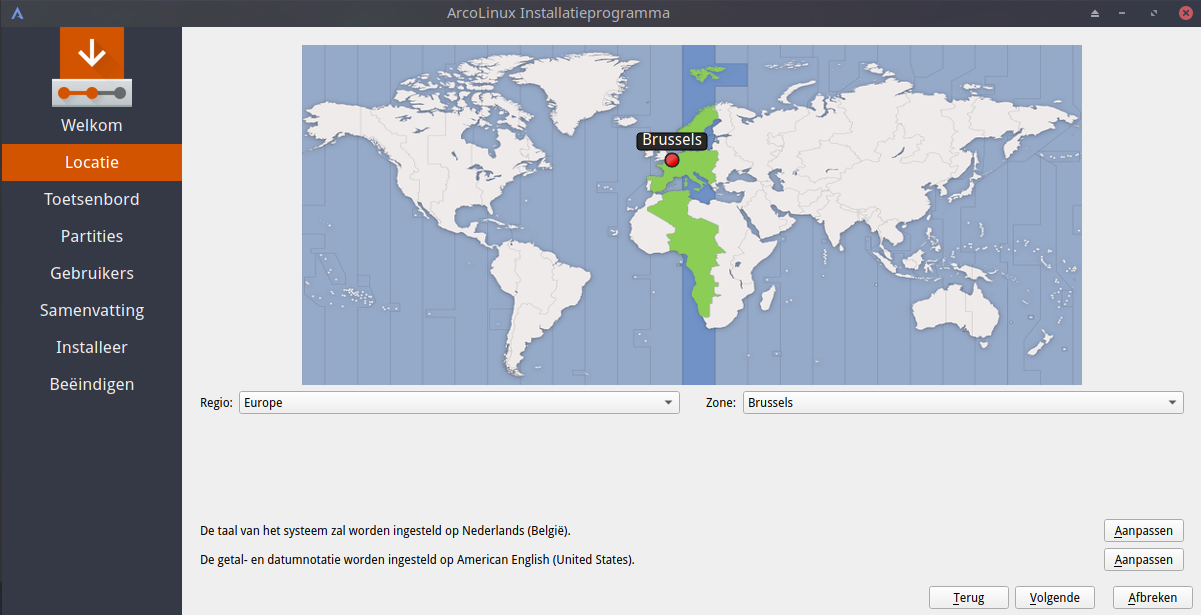 ArcoLinux Installatieprogramma
Welkom
Locatie
Toetsenbord
Partities
Gebruikers
Samenvatting
Installeer
Beëindigen
Brussels
Regio: Europe
Zone: Brussels
De taal van het systeem zal worden ingesteld op Nederlands (België). Aanpassen
De getal- en datumnotatie worden ingesteld op American English (United States). Aanpassen
Terug Volgende Afbreken